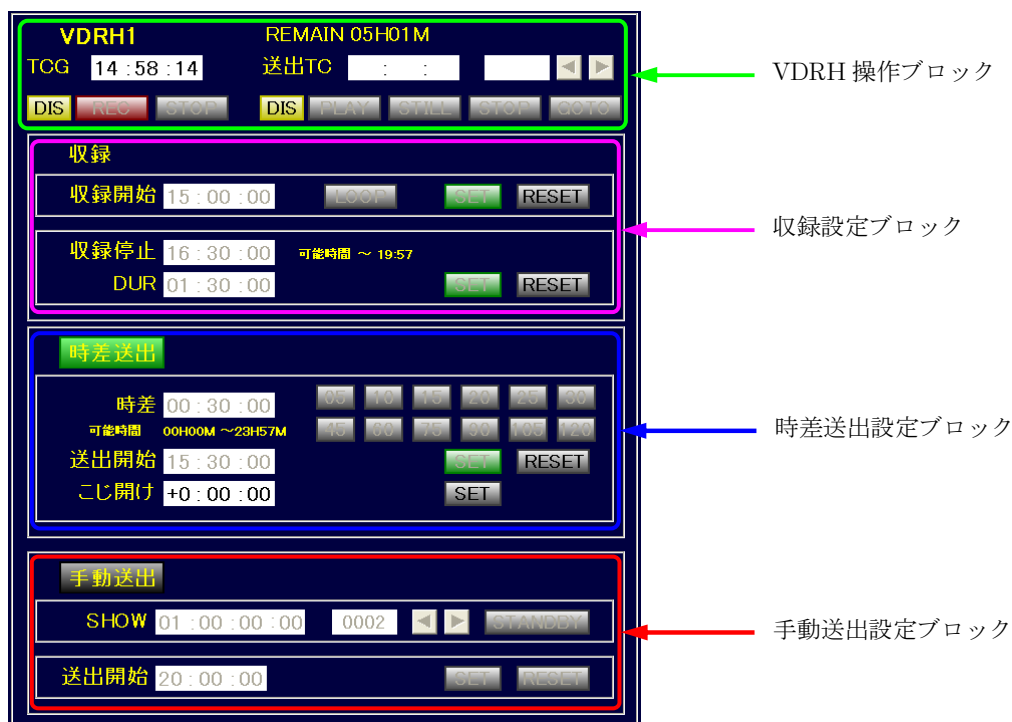 VDRH1 REMAIN 05H01M
TCG 14 : 58 : 14 送出TC : :
DIS REC STOP DIS PLAY STILL STOP GOTO
VDRH 操作ブロック
収録
収録開始 15 : 00 : 00 LOOP SET RESET
収録停止 16 : 30 : 00 可能時間 ~ 19:57
DUR 01 : 30 : 00 SET RESET
収録設定ブロック
時差送出
時差 00 : 30 : 00 05 10 15 20 25 30
可能時間 00H00M ~23H57M 45 60 75 90 105 120
送出開始 15 : 30 : 00 SET RESET
こじ開け +0 : 00 : 00 SET
時差送出設定ブロック
手動送出
SHOW 01 : 00 : 00 : 00 0002 STANDBY
送出開始 20 : 00 : 00 SET RESET
手動送出設定ブロック